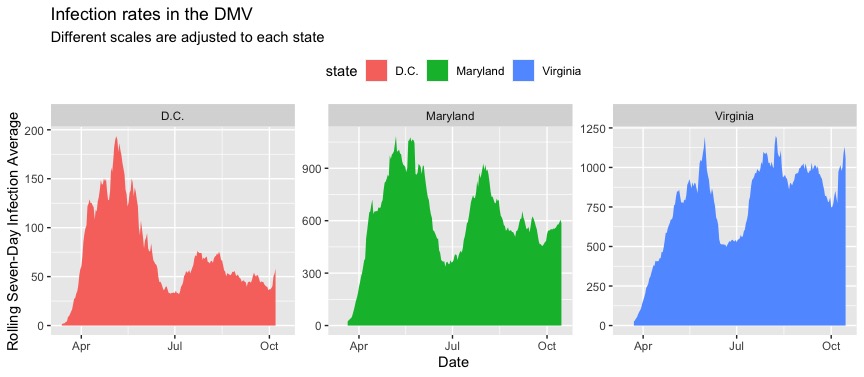 Infection rates in the DMV
Different scales are adjusted to each state
state D.C. Maryland Virginia
Rolling Seven-Day Infection Average
D.C.
200
150
100
50
0
Apr Jul Oct
Maryland
900
600
300
0
Apr Jul Oct
Virginia
1250
1000
750
500
250
0
Apr Jul Oct
Date